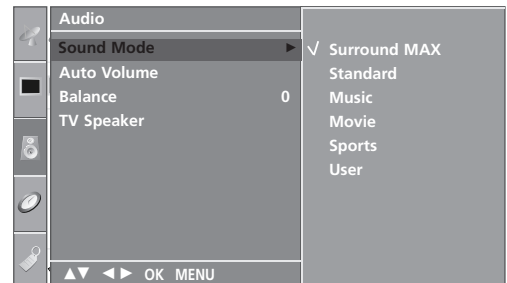 Audio
Sound Mode ►
Auto Volume
Balance 0
TV Speaker
▲▼ ◄► OK MENU
√ Surround MAX
Standard
Music
Movie
Sports
User